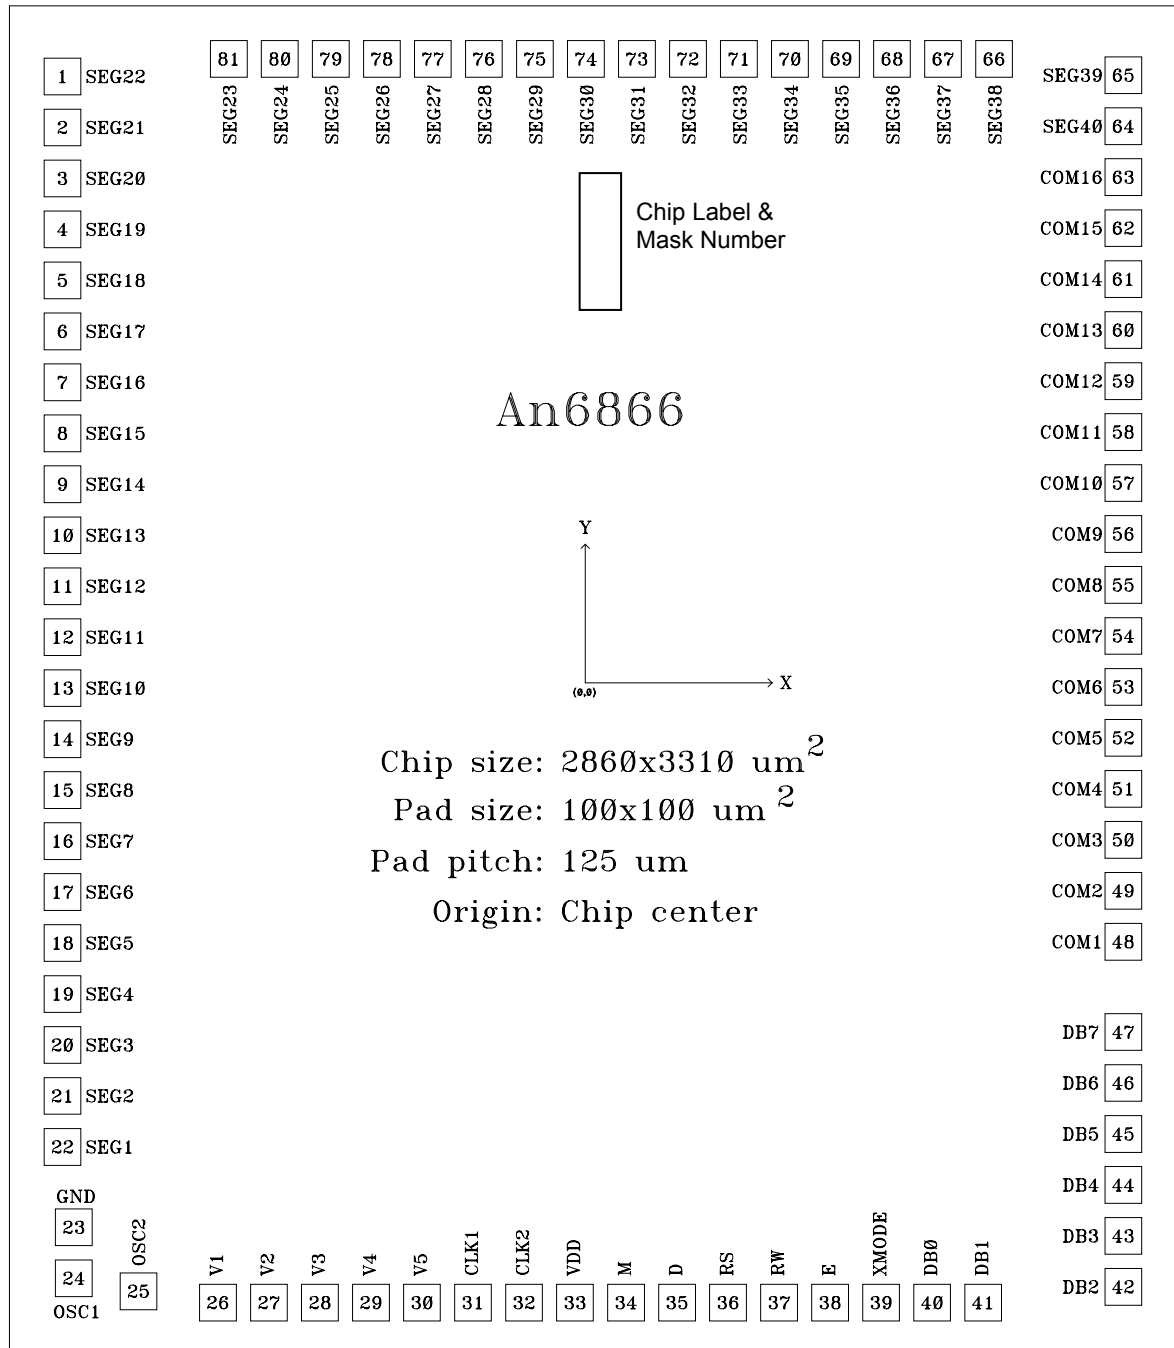 81 80 79 78 77 76 75 74 73 72 71 70 69 68 67 66
SEG23 SEG24 SEG25 SEG26 SEG27 SEG28 SEG29 SEG30 SEG31 SEG32 SEG33 SEG34 SEG35 SEG36 SEG37 SEG38
1 SEG22
2 SEG21
3 SEG20
4 SEG19
5 SEG18
6 SEG17
7 SEG16
8 SEG15
9 SEG14
10 SEG13
11 SEG12
12 SEG11
13 SEG10
14 SEG9
15 SEG8
16 SEG7
17 SEG6
18 SEG5
19 SEG4
20 SEG3
21 SEG2
22 SEG1
GND
23
24
OSC1
Chip Label &
Mask Number
An6866
Y
X
(0,0)
Chip size: 2860x3310 um2
Pad size: 100x100 um 2
Pad pitch: 125 um
Origin: Chip center
SEG39 65
SEG40 64
COM16 63
COM15 62
COM14 61
COM13 60
COM12 59
COM11 58
COM10 57
COM9 56
COM8 55
COM7 54
COM6 53
COM5 52
COM4 51
COM3 50
COM2 49
COM1 48
DB7 47
DB6 46
DB5 45
DB4 44
DB3 43
DB2 42
OSC2 V1 V2 V3 V4 V5 CLK1 CLK2 VDD M D RS RW E XMODE DB0 DB1
25 26 27 28 29 30 31 32 33 34 35 36 37 38 39 40 41